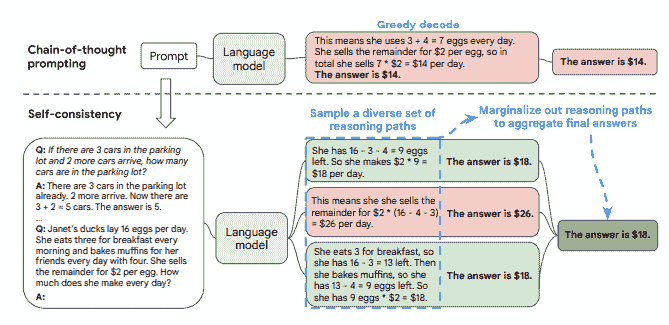 Greedy decode
Chain-of-thought
prompting
Prompt
Language
model
This means she uses 3 + 4 = 7 eggs every day.
She sells the remainder for $2 per egg, so in
total she sells 7 * $2 = $14 per day.
The answer is $14.
The answer is $14.
Self-consistency
Sample a diverse set of
reasoning paths
Marginalize out reasoning paths
to aggregate final answers
Q: If there are 3 cars in the parking
lot and 2 more cars arrive, how many
cars are in the parking lot?
A: There are 3 cars in the parking lot
already. 2 more arrive. Now there are
3 + 2 = 5 cars. The answer is 5.
...
Q: Janet's ducks lay 16 eggs per day.
She eats three for breakfast every
morning and bakes muffins for her
friends every day with four. She sells
the remainder for $2 per egg. How
much does she make every day?
A:
Language
model
She has 16 - 3 - 4 = 9 eggs
left. So she makes $2 * 9 =
$18 per day.
The answer is $18.
This means she she sells the
remainder for $2 * (16 - 4 - 3)
= $26 per day.
The answer is $26.
She eats 3 for breakfast, so
she has 16 - 3 = 13 left. Then
she bakes muffins, so she
has 13 - 4 = 9 eggs left. So
she has 9 eggs * $2 = $18.
The answer is $18.
The answer is $18.